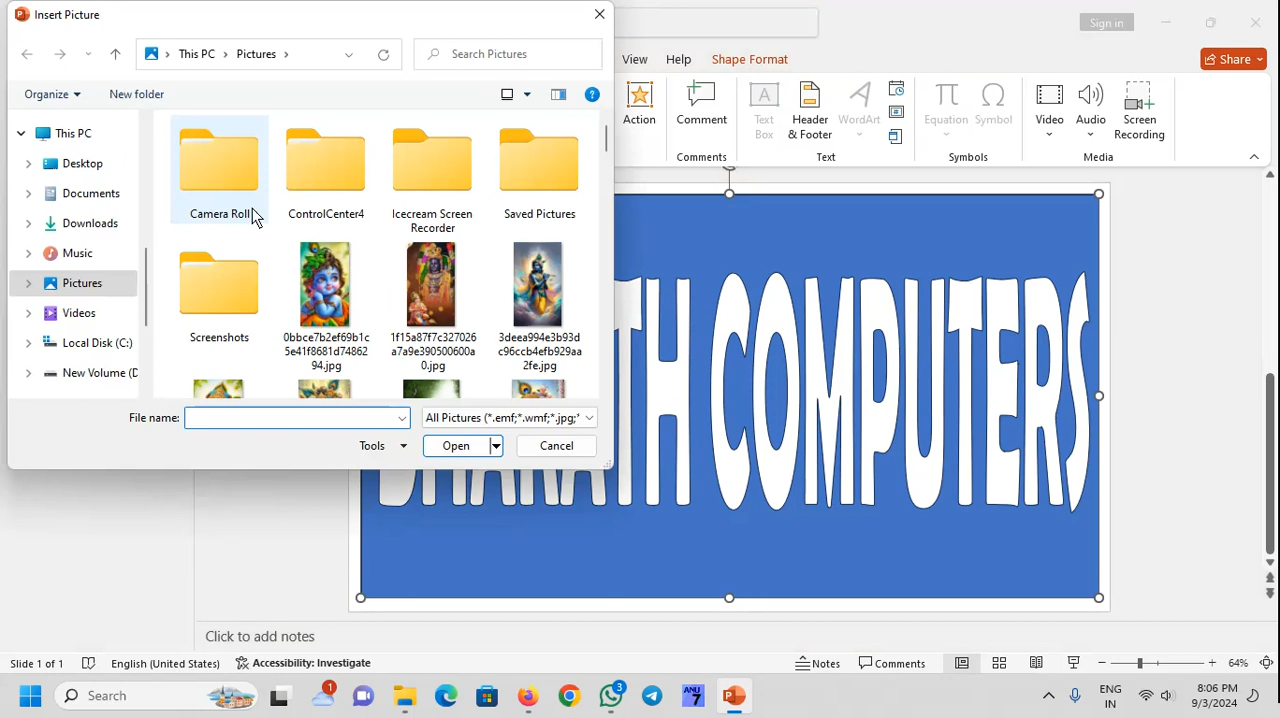 Insert Picture
Sign in
This PC
Pictures
Search Pictures
View
Help
Shape Format
Share
Organize
New folder
Action
Comment
Text Box
Header & Footer
WordArt
Equation
Symbol
Video
Audio
Screen Recording
Comments
Text
Symbols
Media
This PC
Desktop
Documents
Downloads
Music
Pictures
Videos
Local Disk (C:)
New Volume (D
Camera Roll
ControlCenter4
Icecream Screen
Recorder
Saved Pictures
Screenshots
0bbce7b2ef69b1c
5e41f8681d74862
94.jpg
1f15a87f7c327026
a7a9e390500600a
0.jpg
3deea994e3b93d
c96ccb4efb929aa
2fe.jpg
File name:
All Pictures (*.emf;*.wmf;*.jpg;*
Tools
Open
Cancel
BHARATH COMPUTERS
Click to add notes
Slide 1 of 1
English (United States)
Accessibility: Investigate
Notes
Comments
64%
Search
1
3
ANU
7
ENG
IN
8:06 PM
9/3/2024